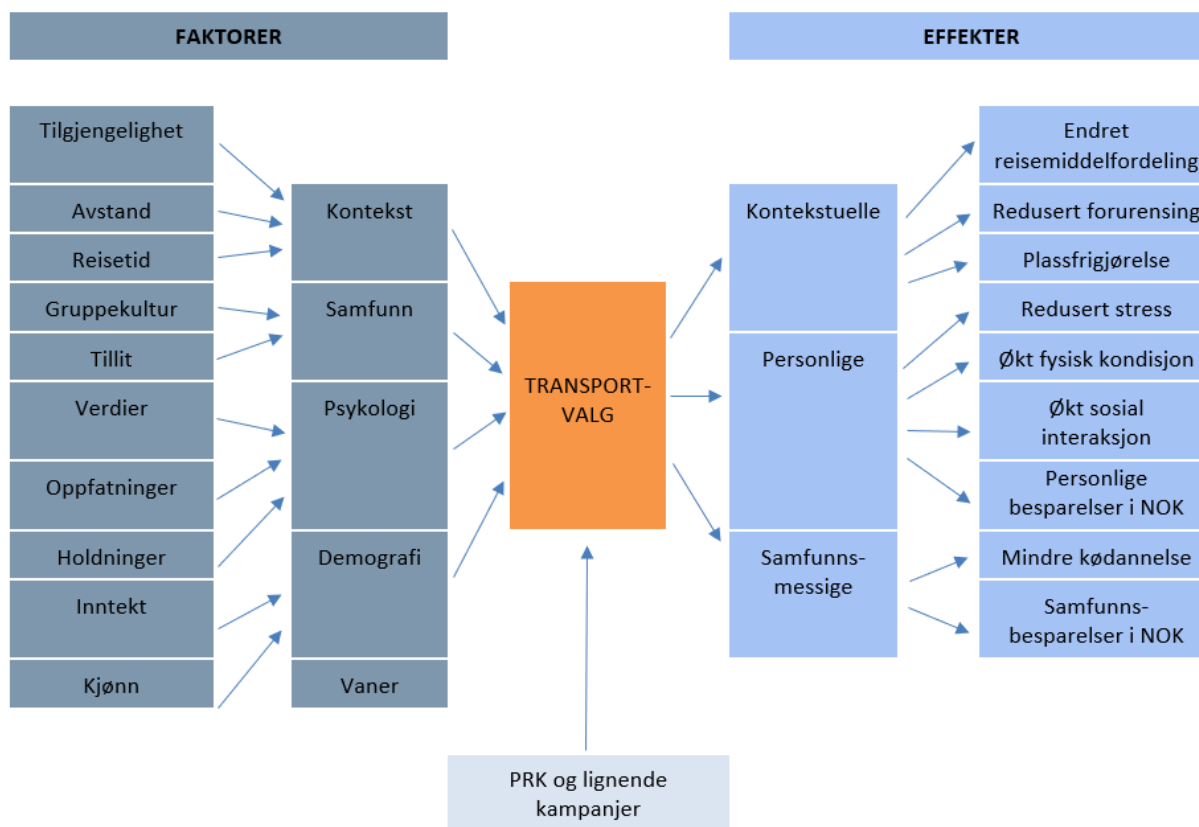 FAKTORER
EFFEKTER
Tilgjengelighet
Avstand
Reisetid
Gruppekultur
Tillit
Verdier
Oppfatninger
Holdninger
Inntekt
Kjønn
Kontekst
Samfunn
Psykologi
Demografi
Vaner
TRANSPORT-
VALG
PRK og lignende
kampanjer
Kontekstuelle
Personlige
Samfunns-
messige
Endret
reisemiddelfordeling
Redusert forurensing
Plassfrigjørelse
Redusert stress
Økt fysisk kondisjon
Økt sosial
interaksjon
Personlige
besparelser i NOK
Mindre kødannelse
Samfunns-
besparelser i NOK